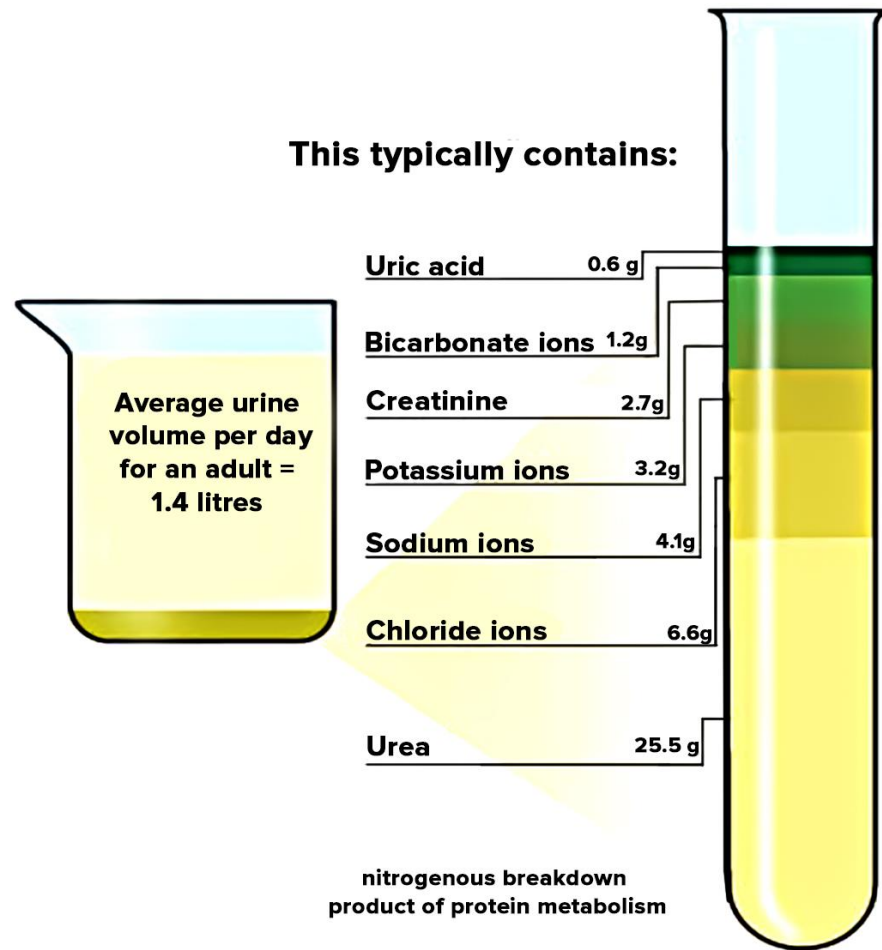 This typically contains:
Average urine
volume per day
for an adult =
1.4 litres
Uric acid 0.6 g
Bicarbonate ions 1.2g
Creatinine 2.7g
Potassium ions 3.2g
Sodium ions 4.1g
Chloride ions 6.6g
Urea 25.5 g
nitrogenous breakdown
product of protein metabolism